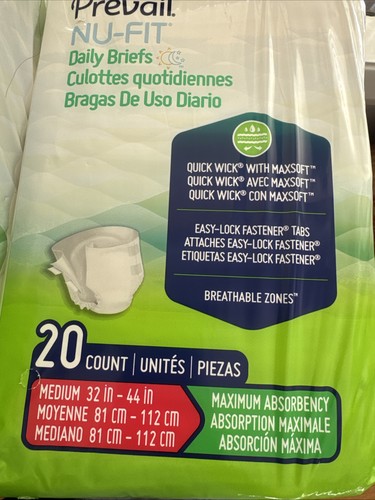 Prevail
NU-FIT®
Daily Briefs
Culottes quotidiennes
Bragas De Uso Diario
QUICK WICK® WITH MAXSOFT™
QUICK WICK® AVEC MAXSOFT™
QUICK WICK® CON MAXSOFT™
EASY-LOCK FASTENER® TABS
ATTACHES EASY-LOCK FASTENER®
ETIQUETAS EASY-LOCK FASTENER®
BREATHABLE ZONES™
20 COUNT | UNITÉS | PIEZAS
MEDIUM 32 in - 44 in
MOYENNE 81 CM - 112 CM
MEDIANO 81 CM - 112 CM
MAXIMUM ABSORBENCY
ABSORPTION MAXIMALE
ABSORCIÓN MÁXIMA